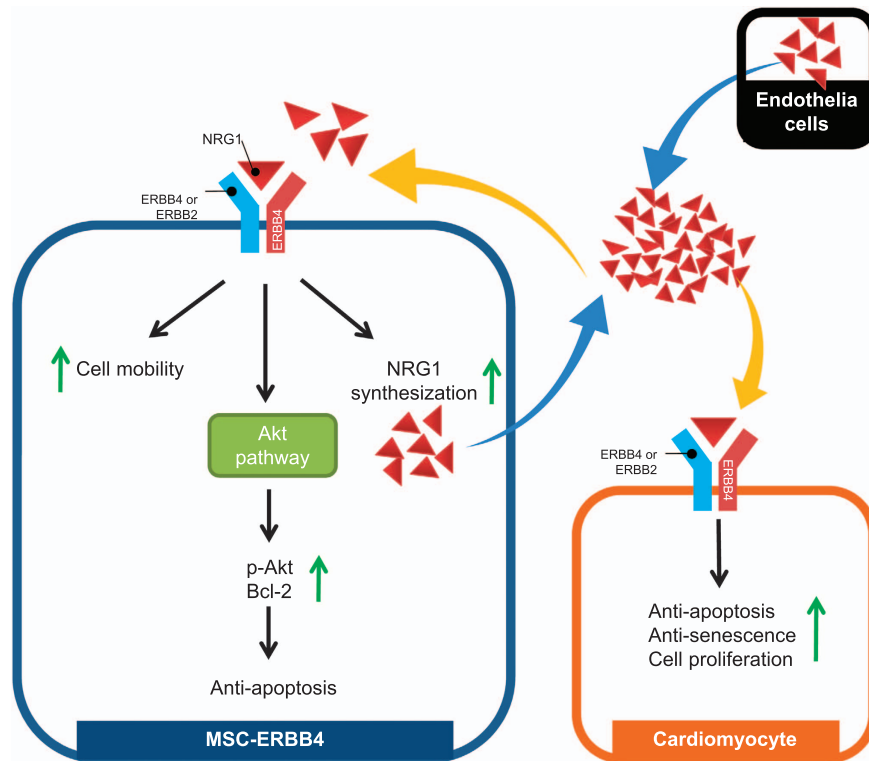 Endothelia
cells
NRG1
ERBB4 or
ERBB2
ERBB4
Cell mobility
NRG1
synthesization
Akt
pathway
p-Akt
Bcl-2
Anti-apoptosis
MSC-ERBB4
ERBB4 or
ERBB2
ERBB4
Anti-apoptosis
Anti-senescence
Cell proliferation
Cardiomyocyte